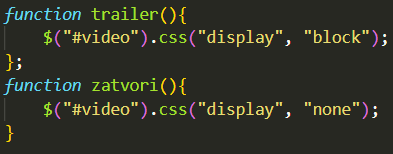 function trailer(){
    $("#video").css("display", "block");
};
function zatvori(){
    $("#video").css("display", "none");
}